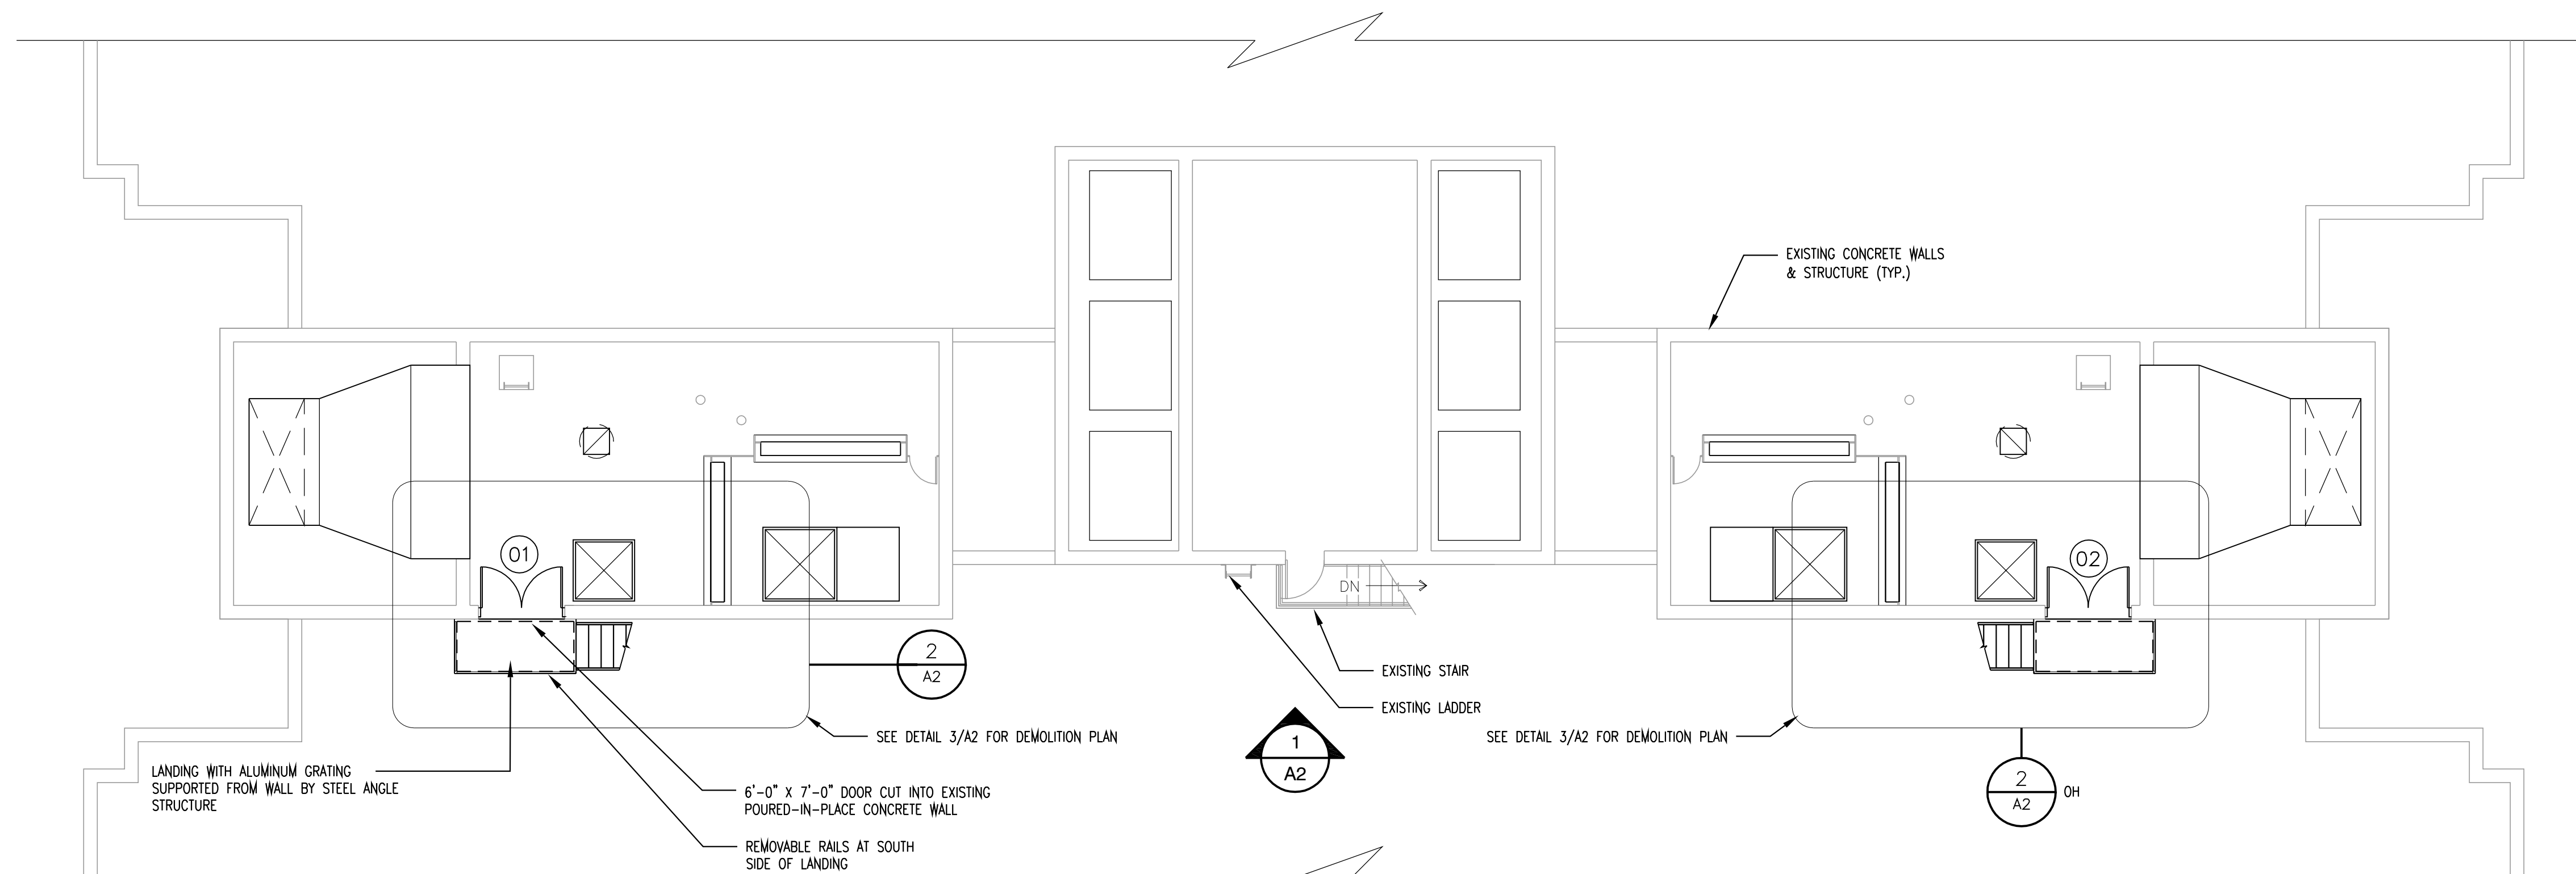 EXISTING CONCRETE WALLS
& STRUCTURE (TYP.)
01
02
DN
2
A2
EXISTING STAIR
EXISTING LADDER
SEE DETAIL 3/A2 FOR DEMOLITION PLAN
1
A2
SEE DETAIL 3/A2 FOR DEMOLITION PLAN
LANDING WITH ALUMINUM GRATING
SUPPORTED FROM WALL BY STEEL ANGLE
STRUCTURE
6'-0" X 7'-0" DOOR CUT INTO EXISTING
POURED-IN-PLACE CONCRETE WALL
2
A2
OH
REMOVABLE RAILS AT SOUTH
SIDE OF LANDING